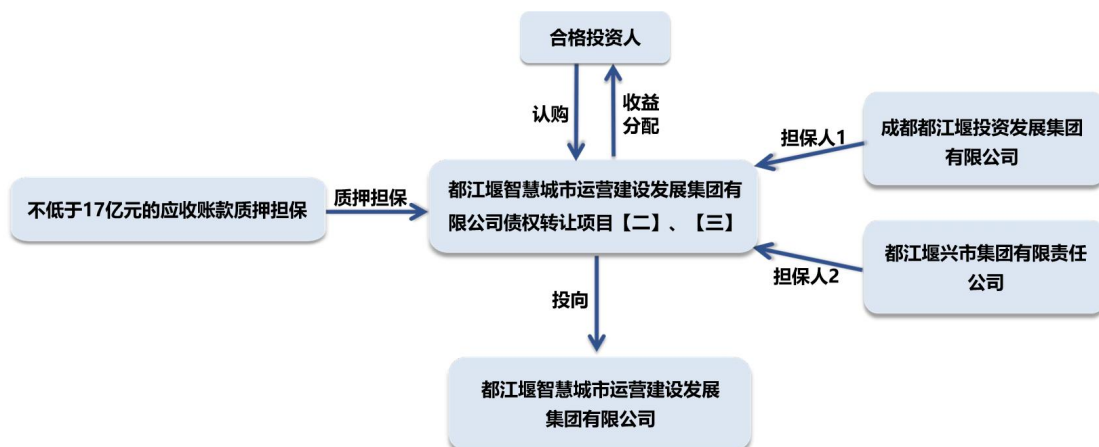 合格投资人
认购
收益
分配
担保人1
成都都江堰投资发展集团
有限公司
不低于17亿元的应收账款质押担保
质押担保
都江堰智慧城市运营建设发展集团有
限公司债权转让项目【二】、【三】
担保人2
都江堰兴市集团有限责任
公司
投向
都江堰智慧城市运营建设发展
集团有限公司